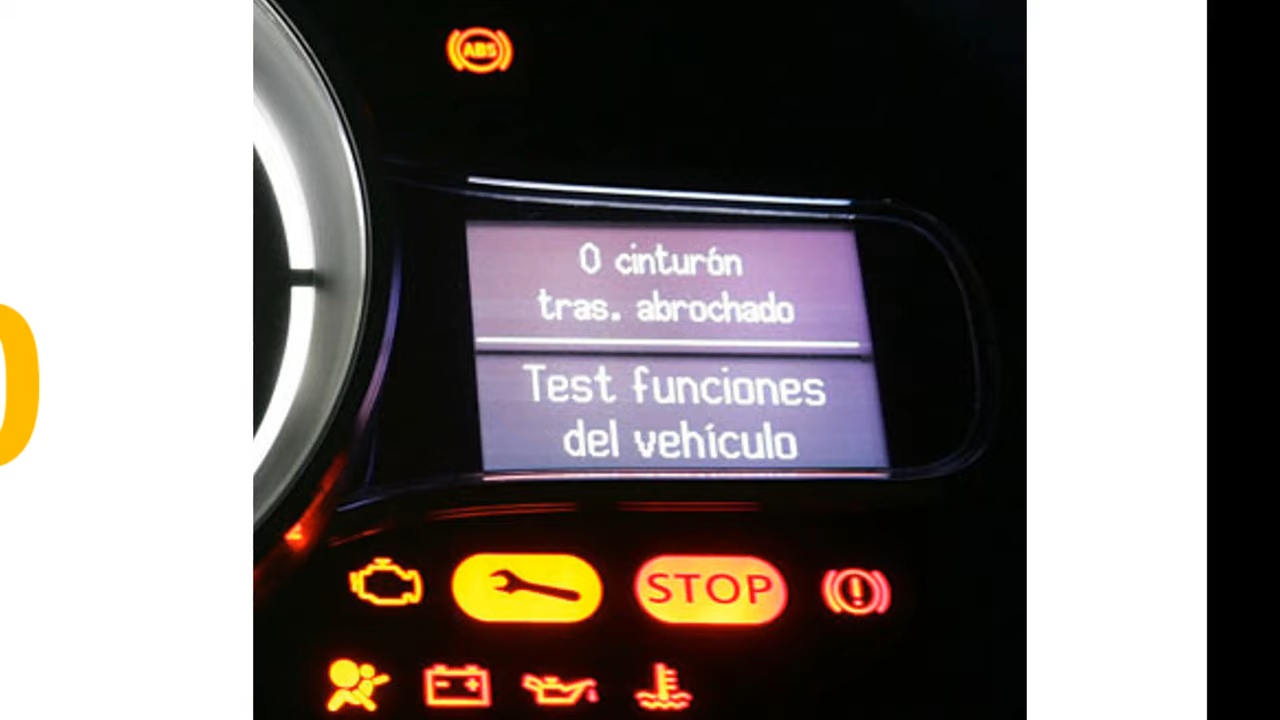 ABS
0 cinturón
tras. abrochado
Test funciones
del vehículo
STOP